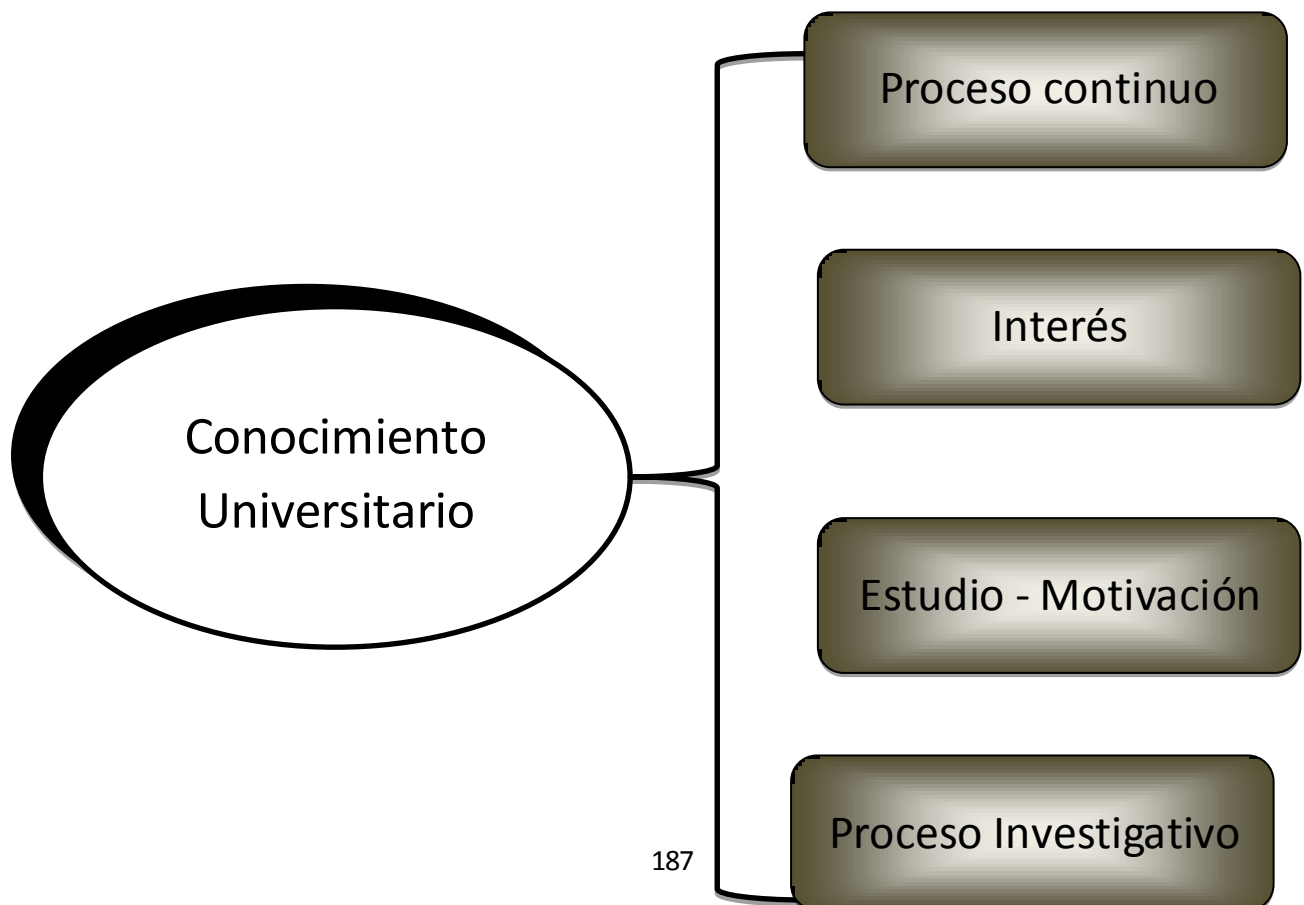 Proceso continuo
Interés
Conocimiento
Universitario
Estudio - Motivación
Proceso Investigativo
187